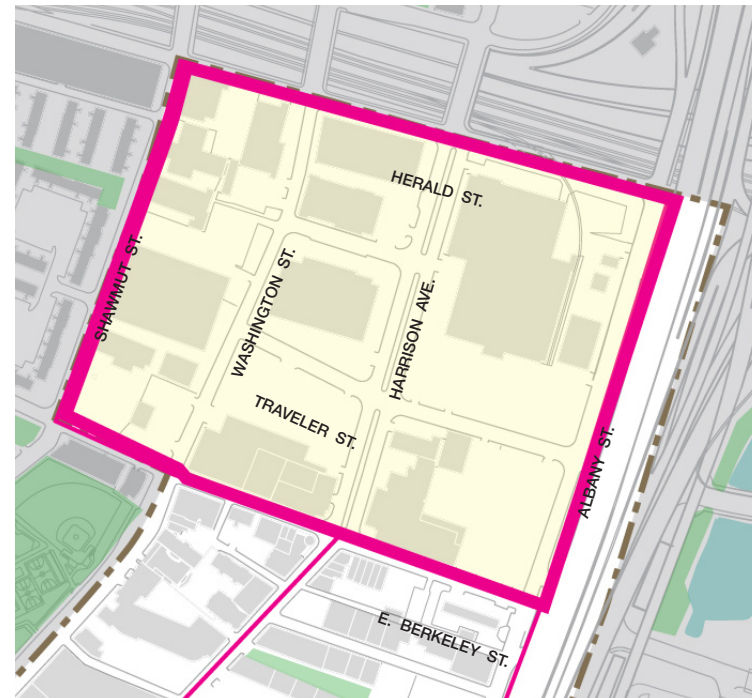 HERALD ST.
SHAWMUT ST.
WASHINGTON ST.
HARRISON AVE.
TRAVELER ST.
ALBANY ST.
E. BERKELEY ST.